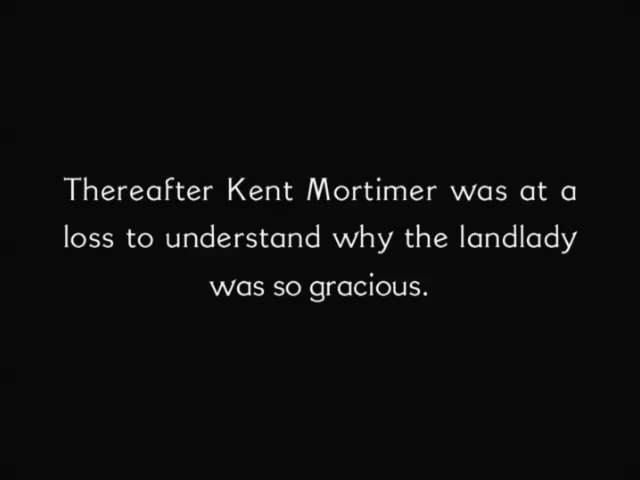 Thereafter Kent Mortimer was at a
loss to understand why the landlady
was so gracious.